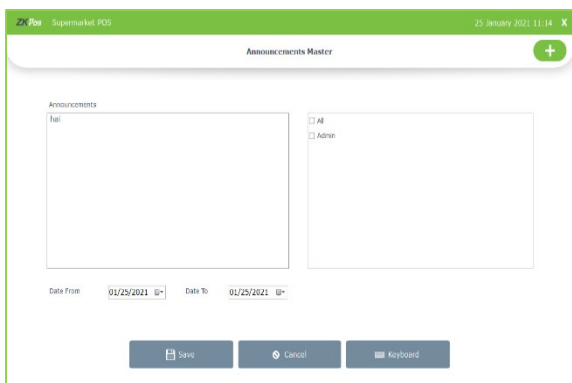 ZKPos Supermarket POS 25 January 2021 11:14 X
Announcements Master
Announcements
hai
All
Admin
Date From 01/25/2021 Date To 01/25/2021
Save Cancel Keyboard